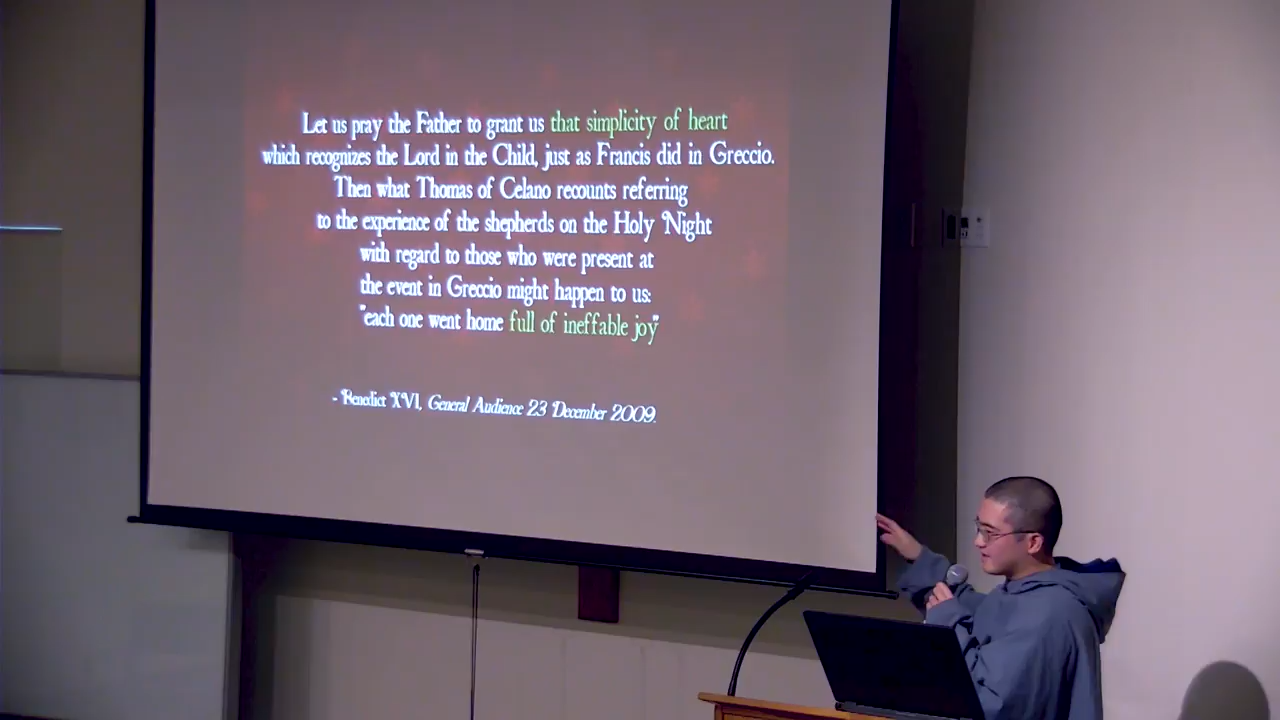 Let us pray the Father to grant us that simplicity of heart
which recognizes the Lord in the Child, just as Francis did in Greccio.
Then what Thomas of Celano recounts referring
to the experience of the shepherds on the Holy Night
with regard to those who were present at
the event in Greccio might happen to us:
"each one went home full of ineffable joy"
- Benedict XVI, General Audience 23 December 2009.